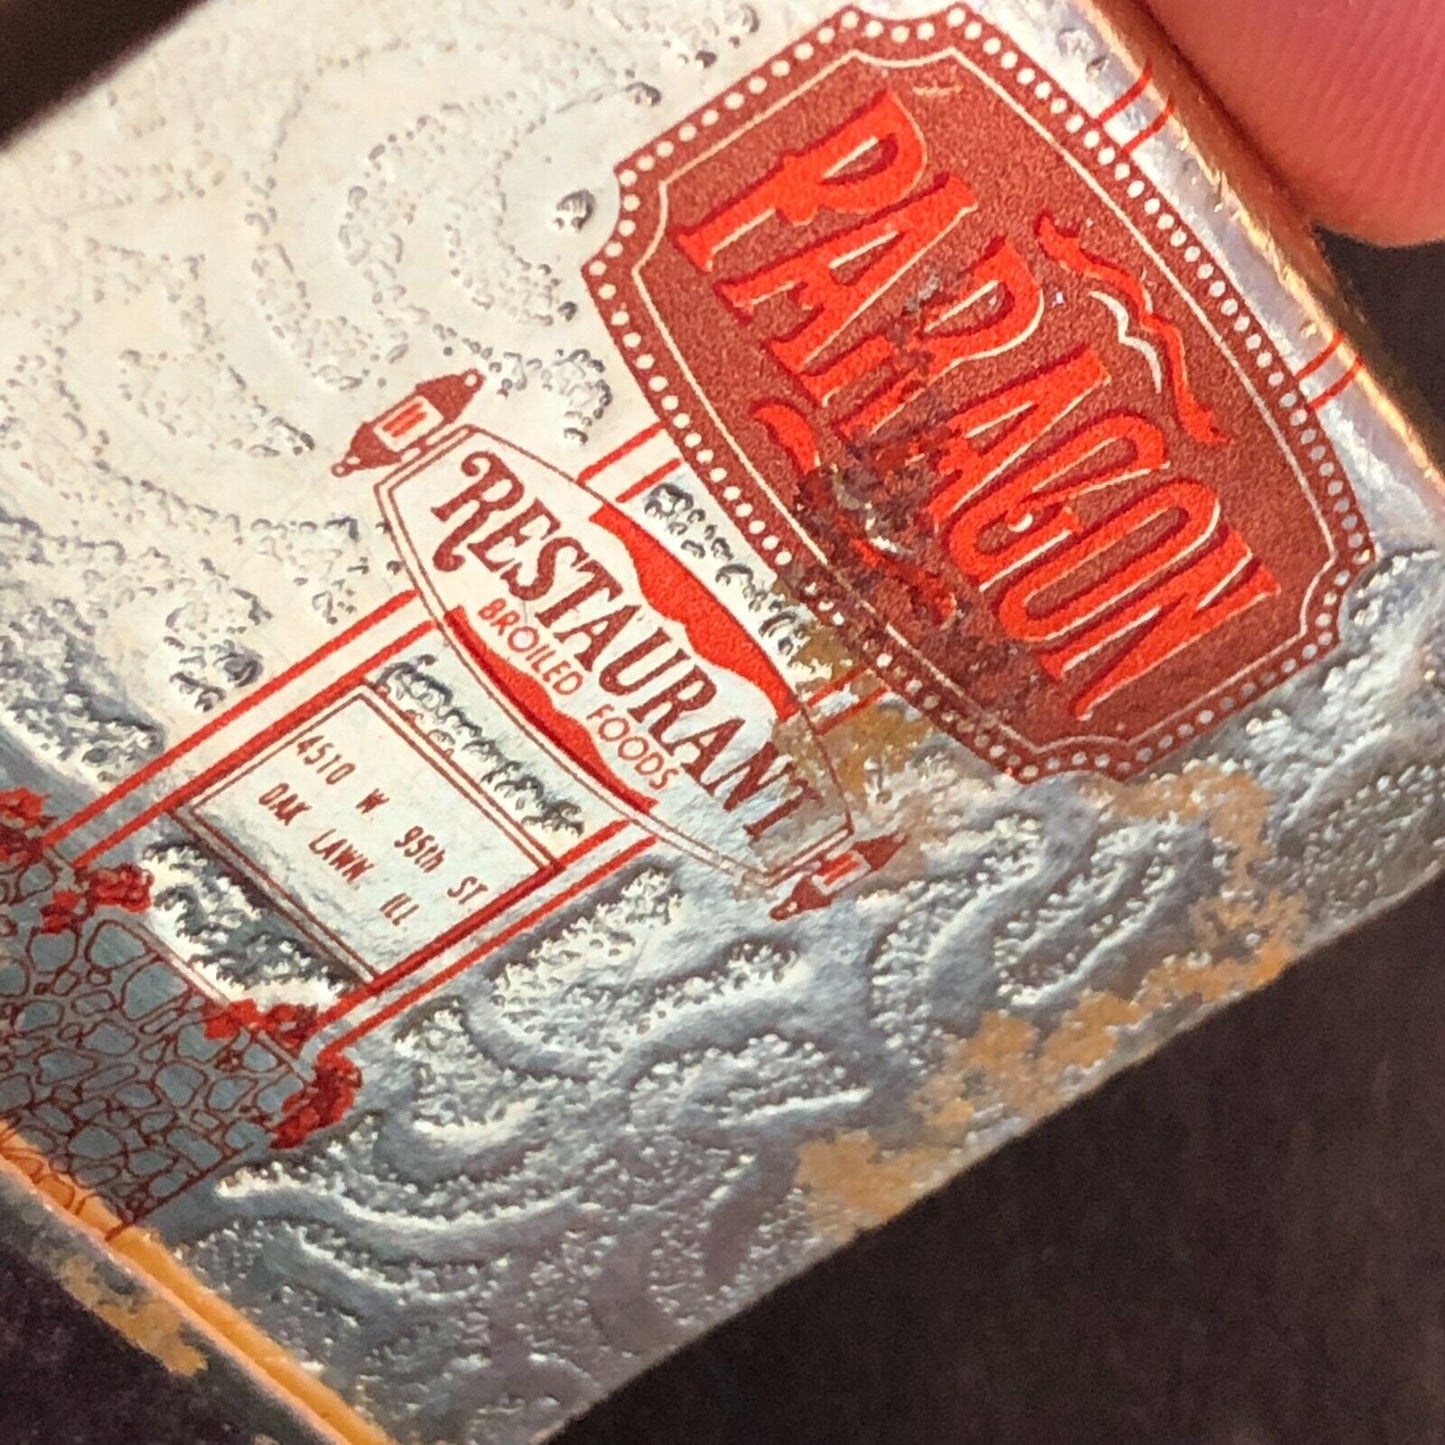 PARAGON
RESTAURANT
BROILED FOODS
4510 W. 95th ST.
OAK LAWN ILL